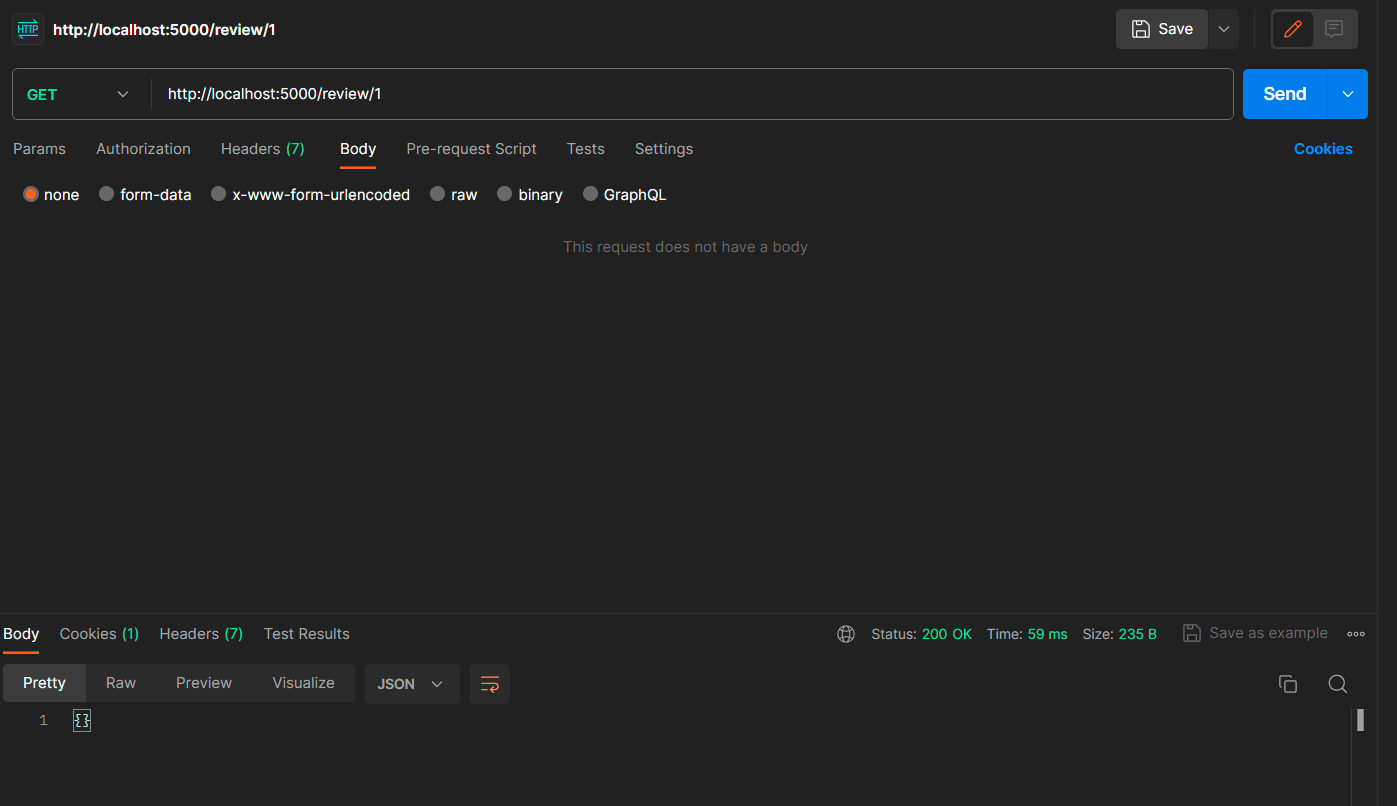 HTTP http://localhost:5000/review/1 Save
GET http://localhost:5000/review/1 Send
Params Authorization Headers (7) Body Pre-request Script Tests Settings Cookies
none form-data x-www-form-urlencoded raw binary GraphQL
This request does not have a body
Body Cookies (1) Headers (7) Test Results Status: 200 OK Time: 59 ms Size: 235 B Save as example
Pretty Raw Preview Visualize JSON
1 {}